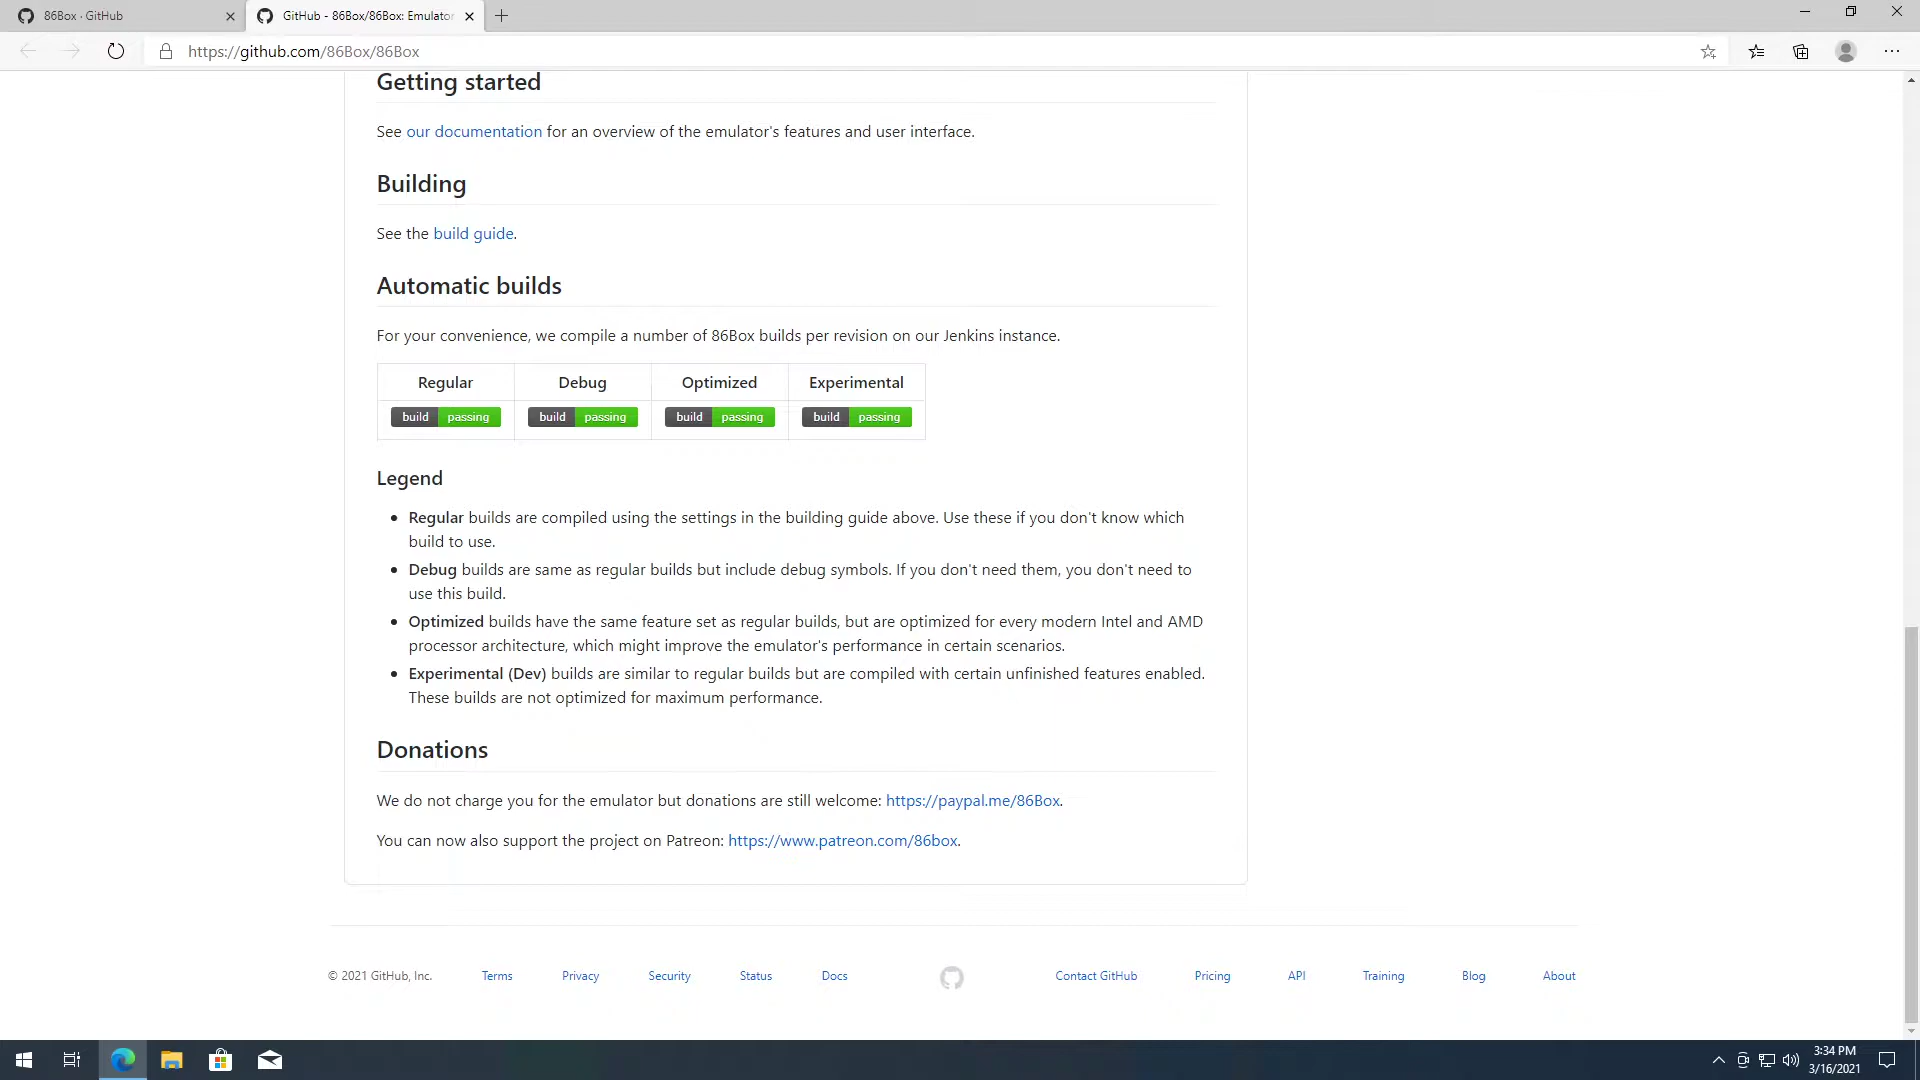 86Box · GitHub
GitHub - 86Box/86Box: Emulator
https://github.com/86Box/86Box
Getting started
See our documentation for an overview of the emulator's features and user interface.
Building
See the build guide.
Automatic builds
For your convenience, we compile a number of 86Box builds per revision on our Jenkins instance.
Regular Debug Optimized Experimental
build passing build passing build passing build passing
Legend
• Regular builds are compiled using the settings in the building guide above. Use these if you don't know which
build to use.
• Debug builds are same as regular builds but include debug symbols. If you don't need them, you don't need to
use this build.
• Optimized builds have the same feature set as regular builds, but are optimized for every modern Intel and AMD
processor architecture, which might improve the emulator's performance in certain scenarios.
• Experimental (Dev) builds are similar to regular builds but are compiled with certain unfinished features enabled.
These builds are not optimized for maximum performance.
Donations
We do not charge you for the emulator but donations are still welcome: https://paypal.me/86Box.
You can now also support the project on Patreon: https://www.patreon.com/86box.
© 2021 GitHub, Inc. Terms Privacy Security Status Docs Contact GitHub Pricing API Training Blog About
3:34 PM
3/16/2021